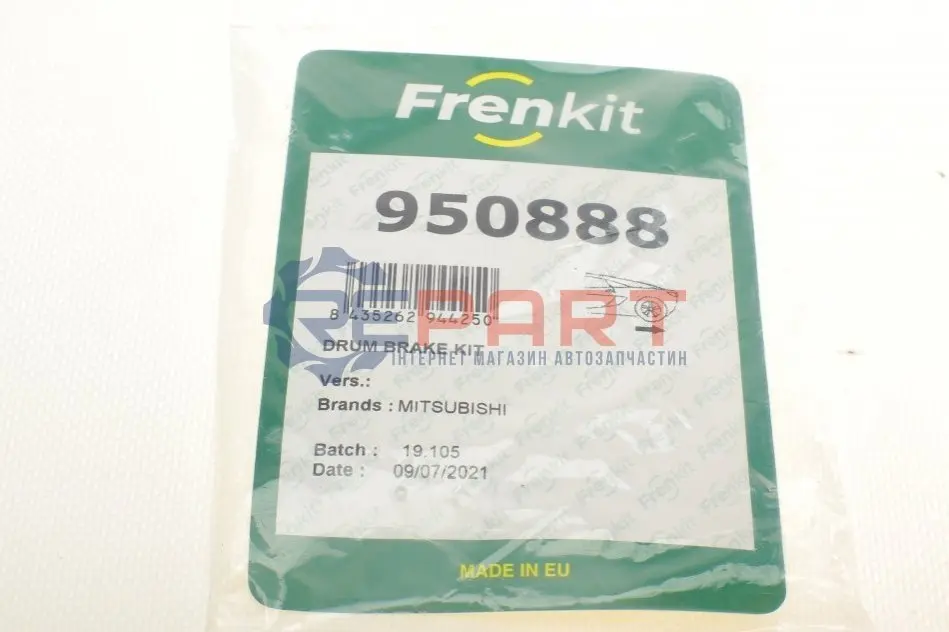 Frenkit
950888
8 435262 944250
REPART
DRUM BRAKE KIT
ІНТЕРНЕТ МАГАЗИН АВТОЗАПЧАСТИН
Vers.:
Brands : MITSUBISHI
Batch : 19.105
Date : 09/07/2021
MADE IN EU